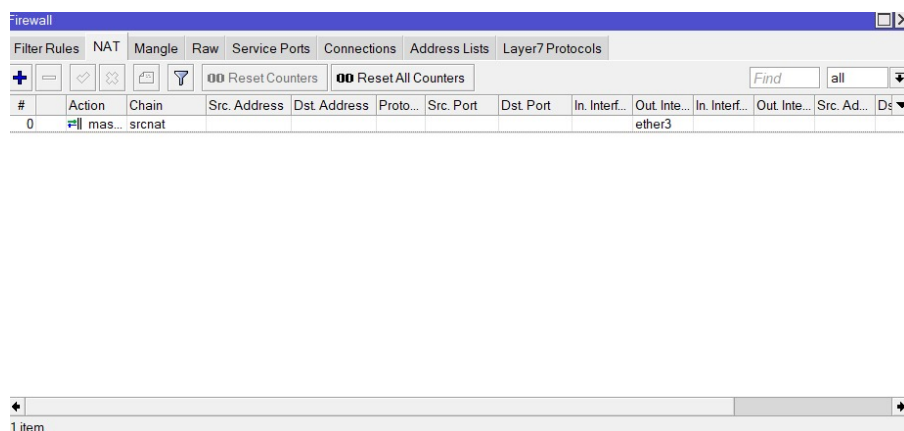 Firewall
Filter Rules NAT Mangle Raw Service Ports Connections Address Lists Layer7 Protocols
00 Reset Counters 00 Reset All Counters Find all
# Action Chain Src. Address Dst. Address Proto... Src. Port Dst. Port In. Interf... Out. Inte... In. Interf... Out. Inte... Src. Ad... Ds
0 mas... srcnat ether3
1 item